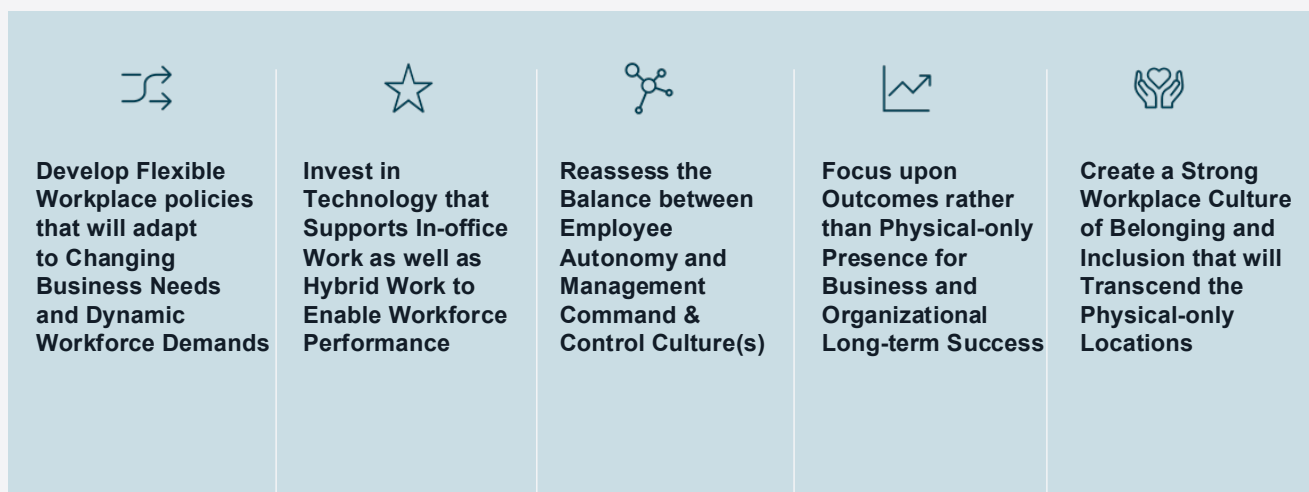 Develop Flexible
Workplace policies
that will adapt
to Changing
Business Needs
and Dynamic
Workforce Demands
Invest in
Technology that
Supports In-office
Work as well as
Hybrid Work to
Enable Workforce
Performance
Reassess the
Balance between
Employee
Autonomy and
Management
Command &
Control Culture(s)
Focus upon
Outcomes rather
than Physical-only
Presence for
Business and
Organizational
Long-term Success
Create a Strong
Workplace Culture
of Belonging and
Inclusion that will
Transcend the
Physical-only
Locations